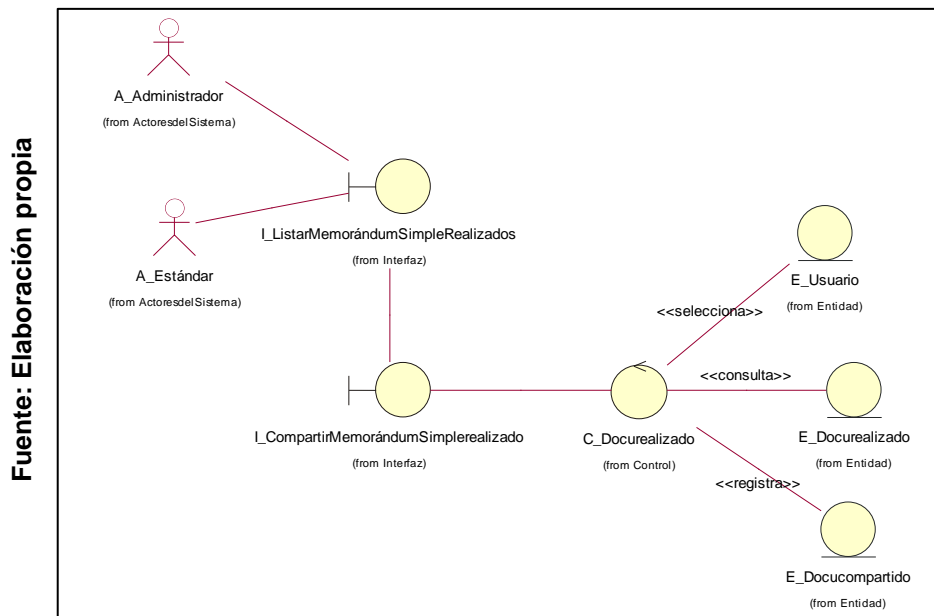 Fuente: Elaboración propia
A_Administrador
(from ActoresdelSistema)
A_Estándar
(from ActoresdelSistema)
I_ListarMemorándumSimpleRealizados
(from Interfaz)
E_Usuario
(from Entidad)
<<selecciona>>
I_CompartirMemorándumSimplerealizado
(from Interfaz)
C_Docurealizado
(from Control)
<<consulta>>
E_Docurealizado
(from Entidad)
<<registra>>
E_Docucompartido
(from Entidad)